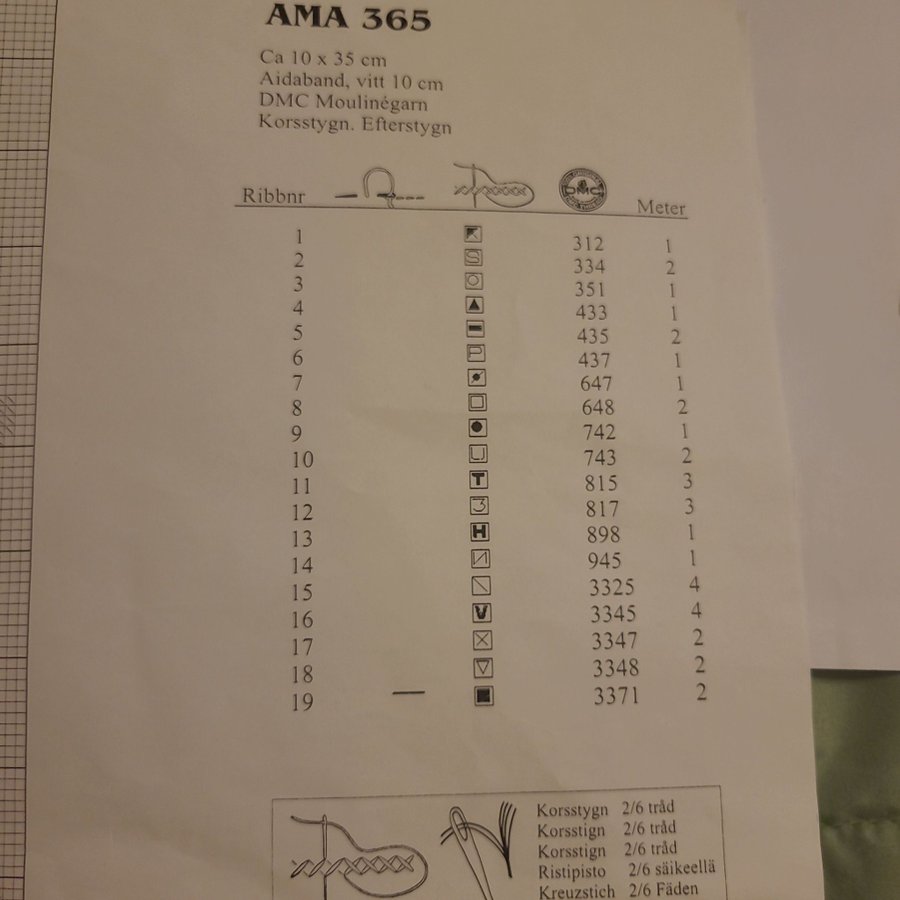 AMA 365
Ca 10 x 35 cm
Aidaband, vitt 10 cm
DMC Moulinégarn
Korsstygn. Efterstygn
Ribbnr DMC Meter
1 312 1
2 S 334 2
3 351 1
4 433 1
5 435 2
6 P 437 1
7 647 1
8 648 2
9 742 1
10 743 2
11 T 815 3
12 3 817 3
13 H 898 1
14 И 945 1
15 3325 4
16 V 3345 4
17 3347 2
18 3348 2
19 3371 2
Korsstygn 2/6 tråd
Korsstign 2/6 tråd
Korsstign 2/6 tråd
Ristipisto 2/6 säikeellä
Kreuzstich 2/6 Fäden